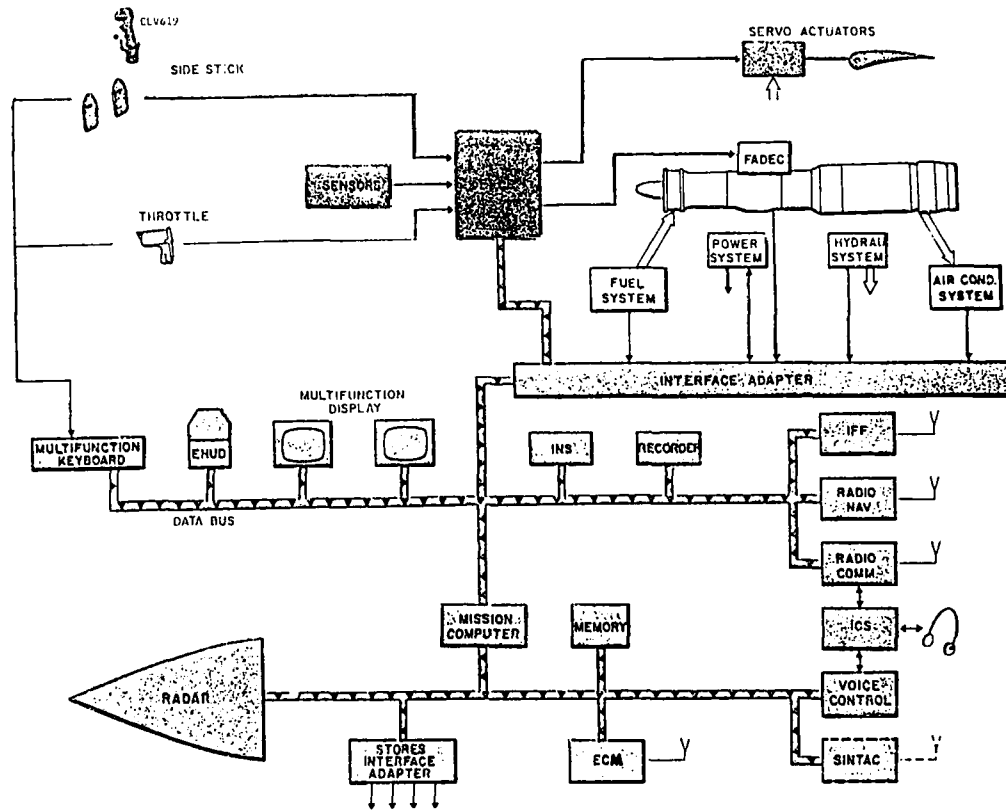 CLV619
SERVO ACTUATORS
SIDE STICK
FADEC
SENSORS
THROTTLE
POWER
SYSTEM
HYDRAU
SYSTEM
FUEL
SYSTEM
AIR COND.
SYSTEM
INTERFACE ADAPTER
MULTIFUNCTION
DISPLAY
IFF
MULTIFUNCTION
KEYBOARD
EHUD
INS
RECORDER
RADIO
NAV
DATA BUS
RADIO
COMM
MISSION
COMPUTER
MEMORY
ICS
RADAR
VOICE
CONTROL
STORES
INTERFACE
ADAPTER
ECM
SINTAC